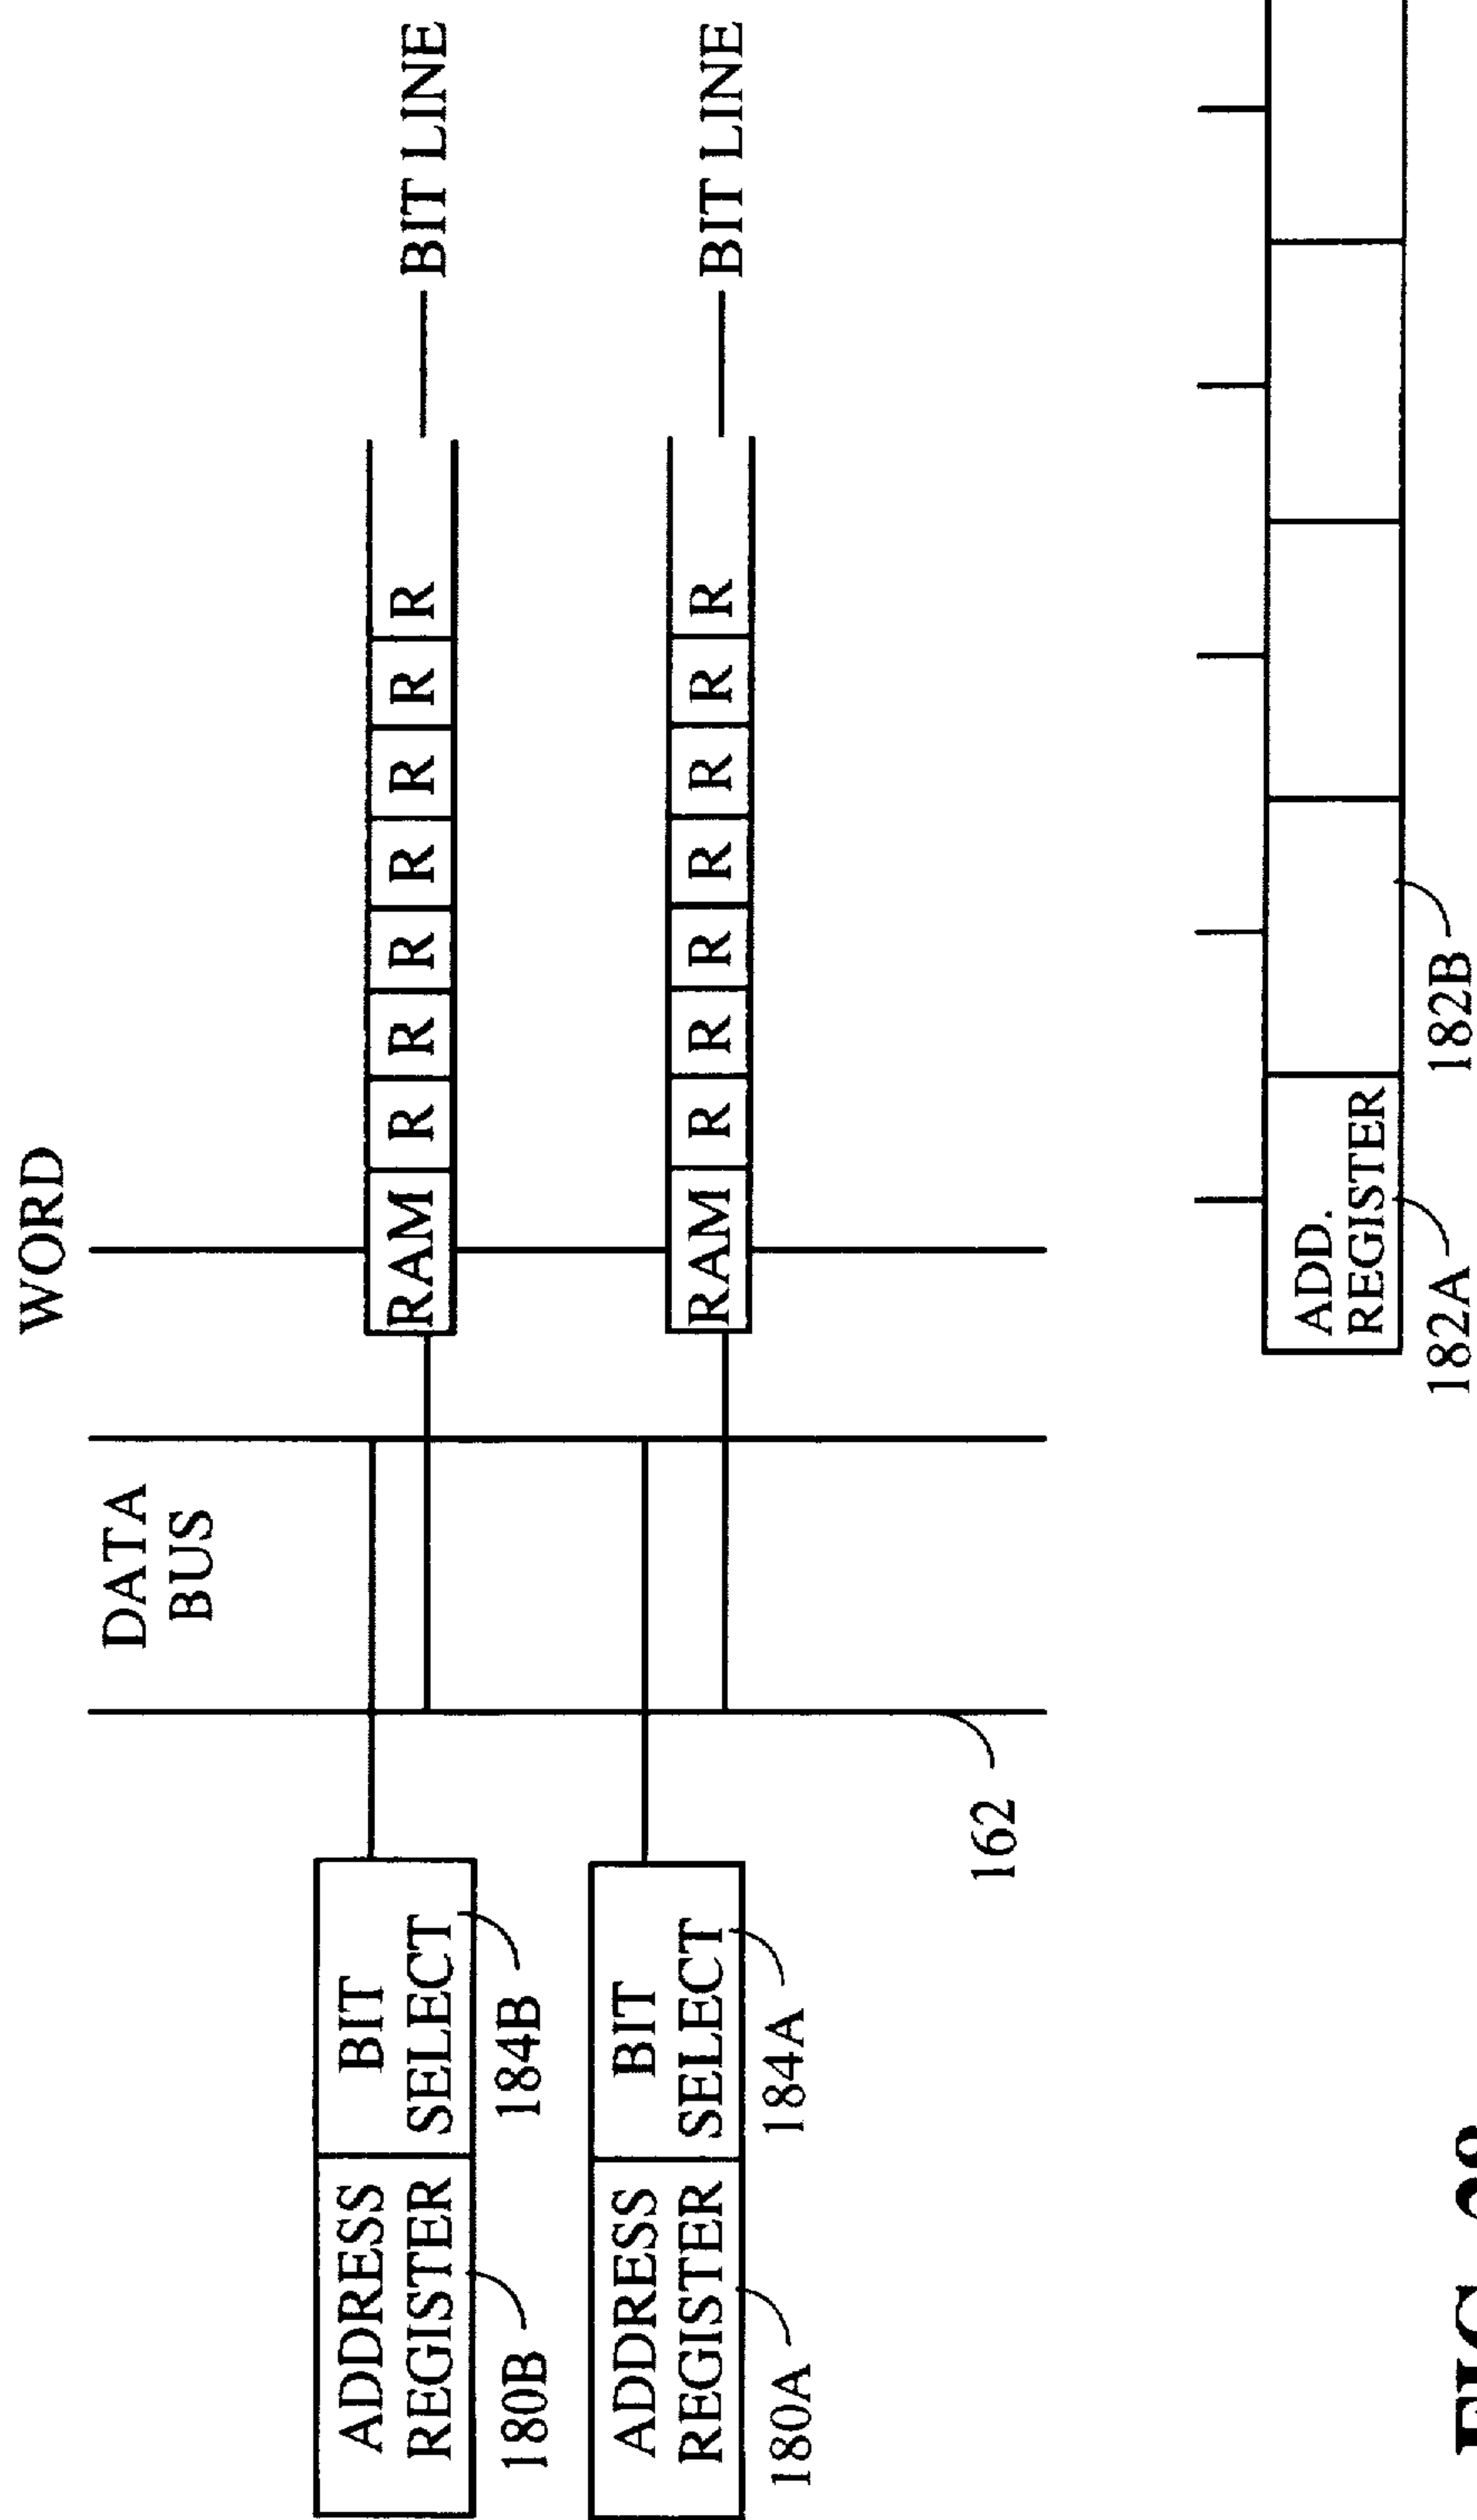 WORD
DATA
BUS
ADDRESS
REGISTER
BIT
SELECT
RAM R R R R R R R
BIT LINE
180B
184B
ADDRESS
REGISTER
BIT
SELECT
RAM R R R R R R R
BIT LINE
180A
184A
162
ADD.
REGISTER
182A
182B